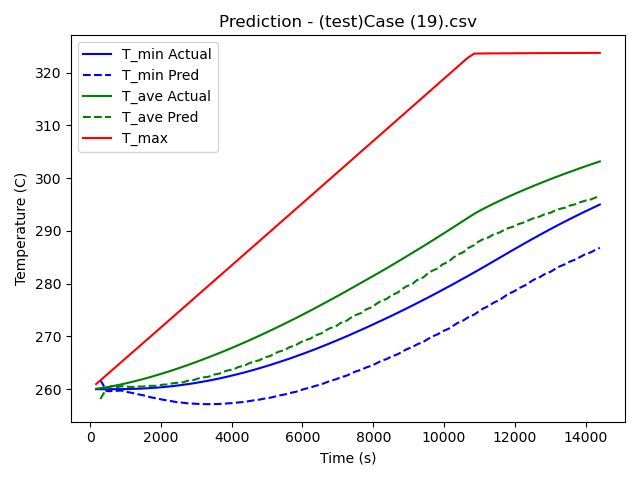 Prediction - (test)Case (19).csv
T_min Actual
T_min Pred
T_ave Actual
T_ave Pred
T_max
Temperature (C)
320
310
300
290
280
270
260
0 2000 4000 6000 8000 10000 12000 14000
Time (s)